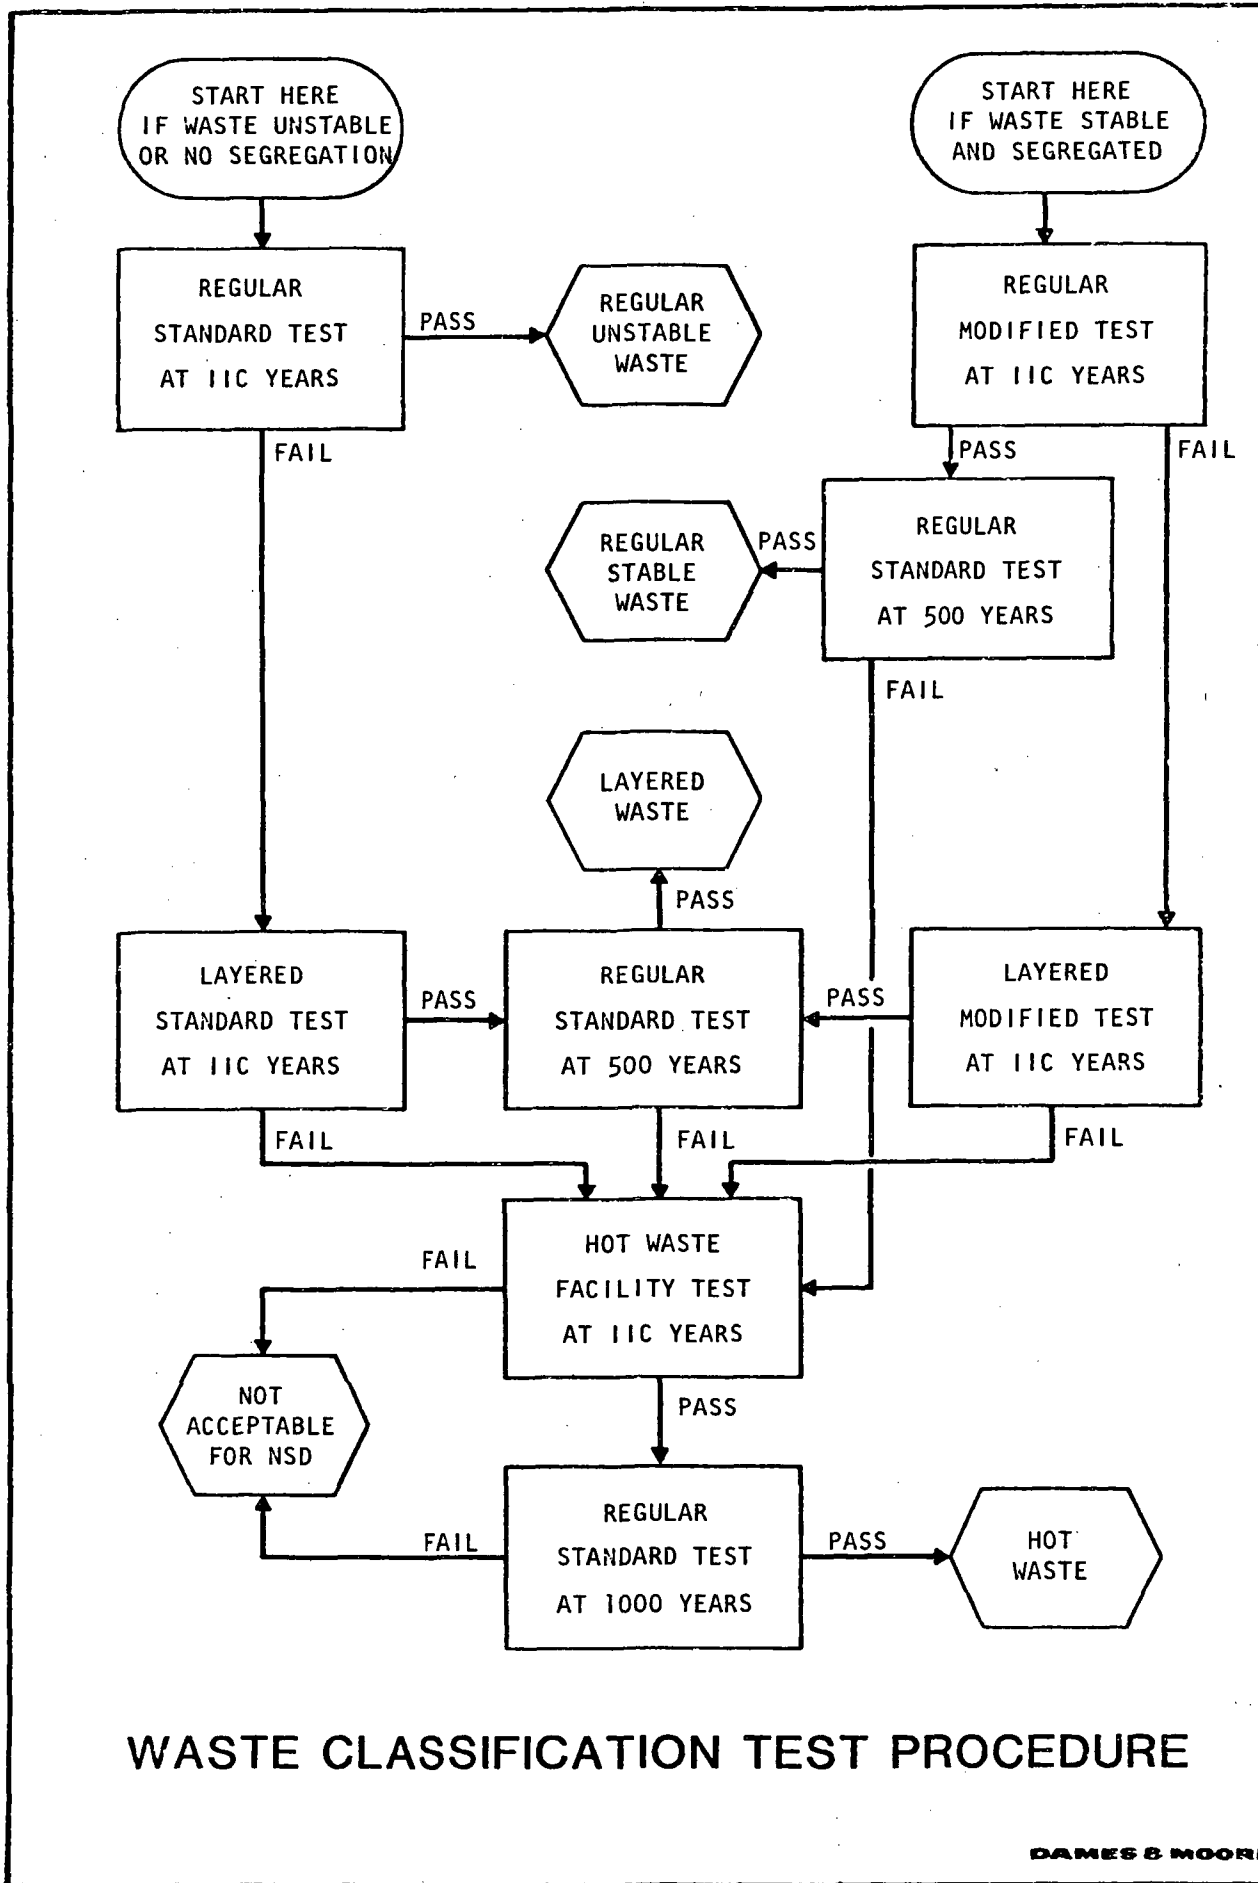 START HERE
IF WASTE UNSTABLE
OR NO SEGREGATION
START HERE
IF WASTE STABLE
AND SEGREGATED
REGULAR
STANDARD TEST
AT IIC YEARS
PASS
REGULAR
UNSTABLE
WASTE
REGULAR
MODIFIED TEST
AT IIC YEARS
FAIL
PASS
FAIL
REGULAR
STABLE
WASTE
PASS
REGULAR
STANDARD TEST
AT 500 YEARS
FAIL
LAYERED
WASTE
PASS
LAYERED
STANDARD TEST
AT IIC YEARS
PASS
REGULAR
STANDARD TEST
AT 500 YEARS
PASS
LAYERED
MODIFIED TEST
AT IIC YEARS
FAIL
FAIL
FAIL
FAIL
HOT WASTE
FACILITY TEST
AT IIC YEARS
NOT
ACCEPTABLE
FOR NSD
PASS
FAIL
REGULAR
STANDARD TEST
AT 1000 YEARS
PASS
HOT
WASTE
WASTE CLASSIFICATION TEST PROCEDURE
DAMES & MOORE